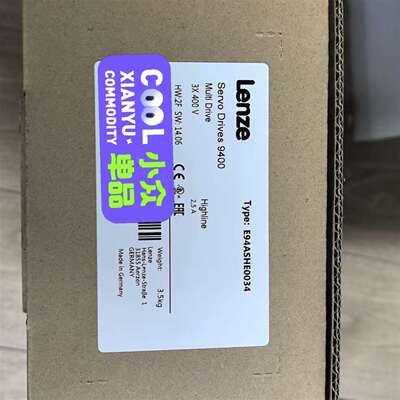 Lenze
Servo Drives 9400
Multi Drive
3X 400 V
Highline
2,5 A
Type: E94ASHE0034
HW:2F SW: 14.06
CE EAC
Weight: 3.5kg
Lenze
Hans-Lenze-Straße 1
31855 Aerzen
GERMANY
Made in Germany
COOL 小众
XIANYU× 单品
COMMODITY